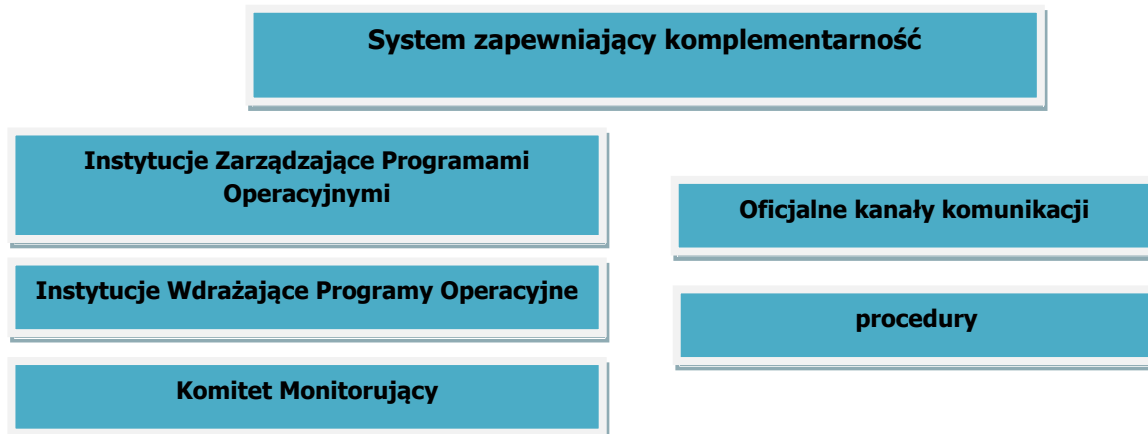 System zapewniający komplementarność
Instytucje Zarządzające Programami
Operacyjnymi
Instytucje Wdrażające Programy Operacyjne
Komitet Monitorujący
Oficjalne kanały komunikacji
procedury